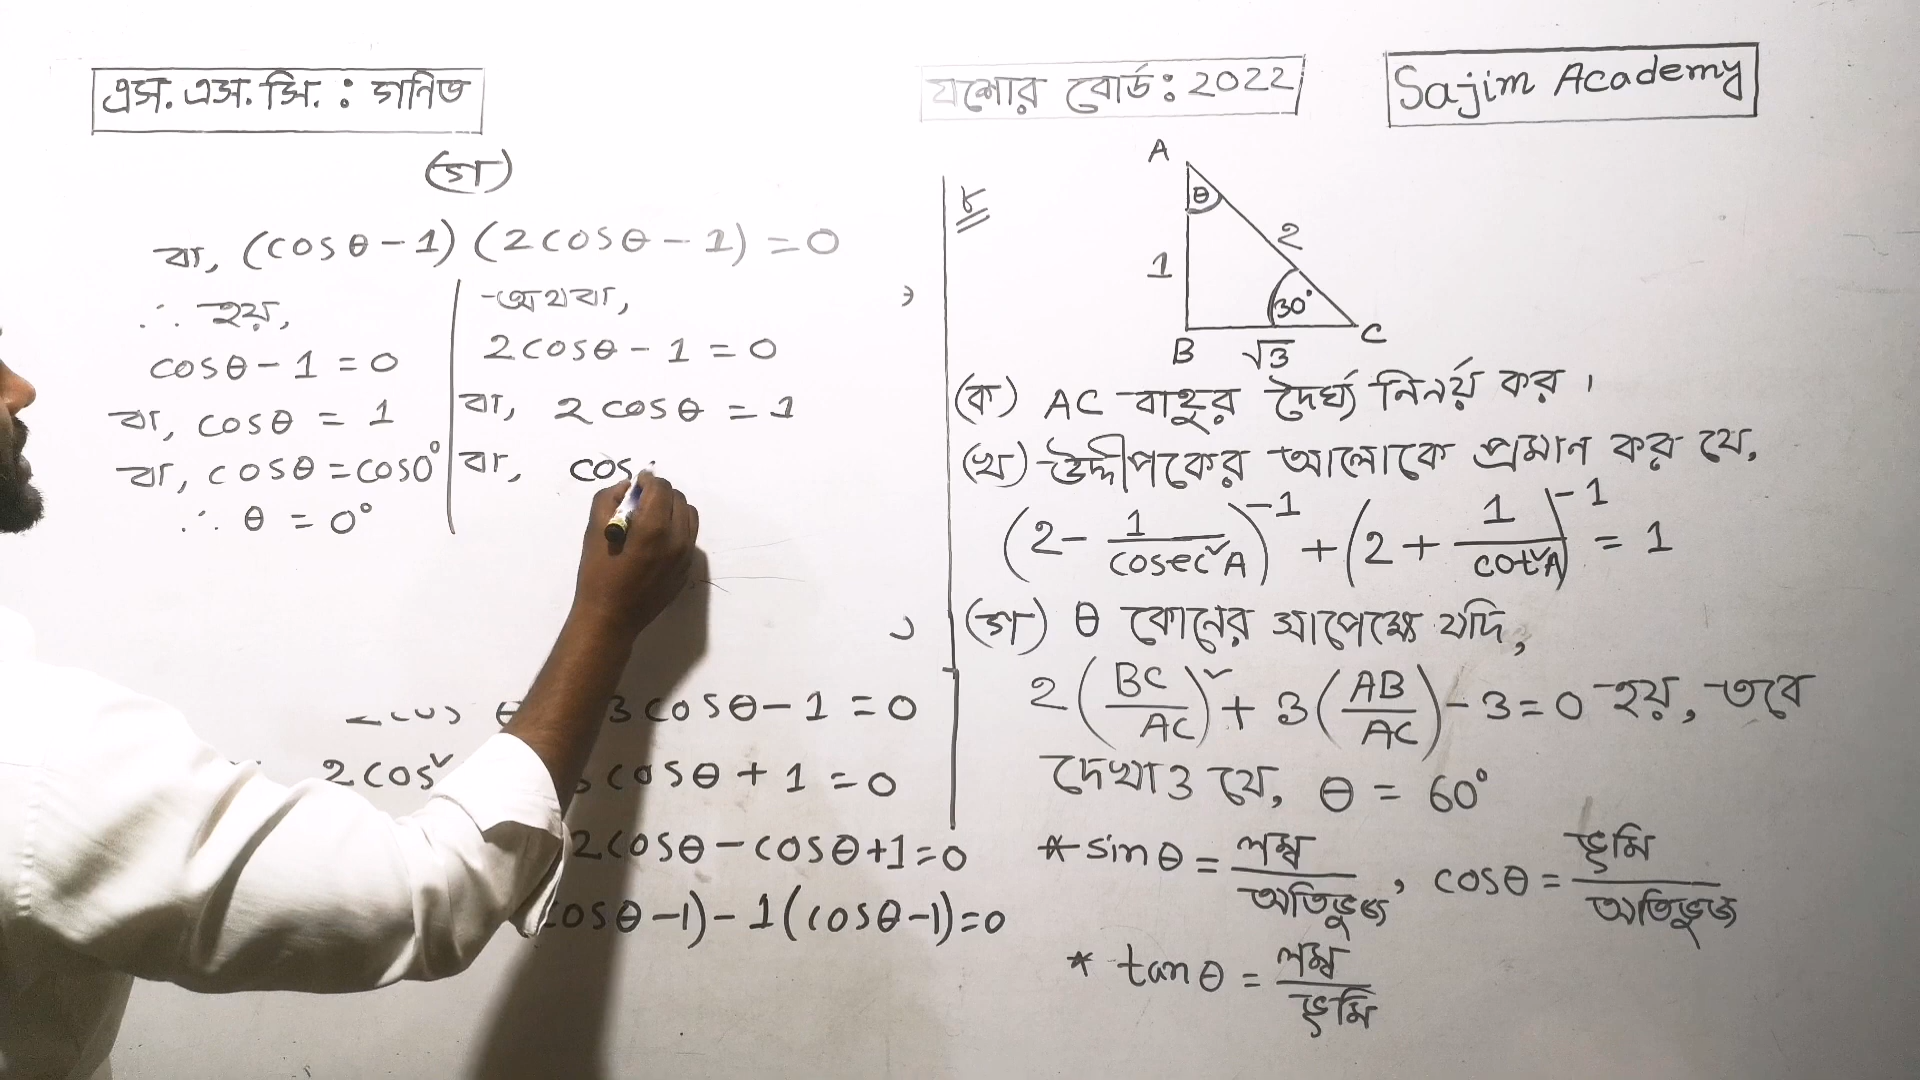 এস.এস.সি. : গনিত
যশোর বোর্ড : 2022
Sajim Academy
(গ)
বা, (cosθ-1) (2cosθ-1) = 0
∴ হয়,
cosθ-1 = 0
বা, cosθ = 1
বা, cosθ = cos0°
∴ θ = 0°
অথবা,
2cosθ-1 = 0
বা, 2cosθ = 1
বা, cos
3cosθ-1 = 0
2cos² cosθ+1 = 0
2cosθ-cosθ+1=0
cosθ-1)-1(cosθ-1)=0
৮
A
θ
1
2
30°
B
√3
C
(ক) AC বাহুর দৈর্ঘ্য নিনর্য় কর।
(খ) উদ্দীপকের আলোকে প্রমান কর যে,
(2 - 1/cosec²A)⁻¹ + (2 + 1/cot²A)⁻¹ = 1
(গ) θ কোনের সাপেক্ষে যদি,
2(BC/AC)² + 3(AB/AC) - 3 = 0 হয়, তবে
দেখাও যে, θ = 60°
* sinθ = লম্ব/অতিভুজ, cosθ = ভূমি/অতিভুজ
* tanθ = লম্ব/ভূমি